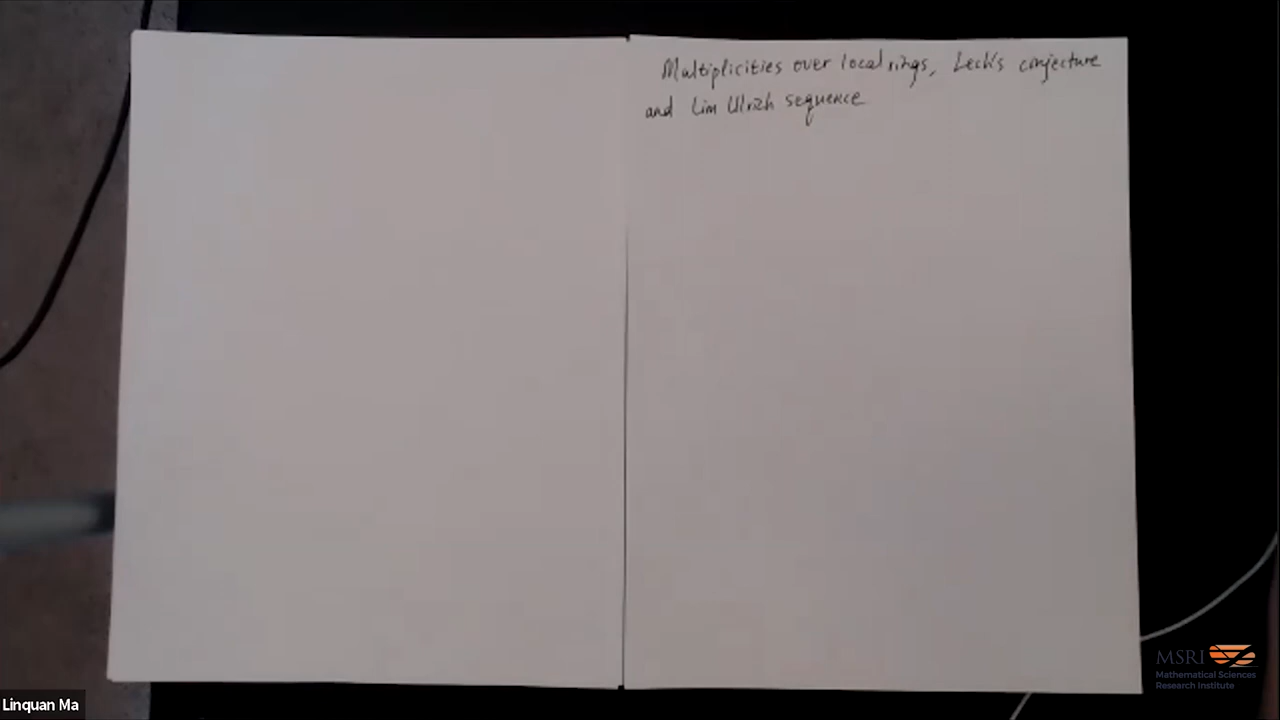 Multiplicities over local rings, Lech's conjecture
and Lim Ulrich sequence
MSRI
Mathematical Sciences
Research Institute
Linquan Ma